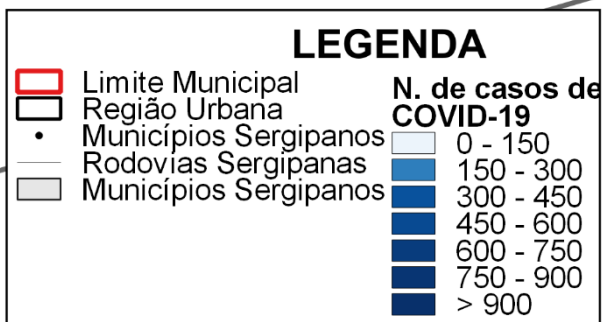 LEGENDA
Limite Municipal
Região Urbana
Municípios Sergipanos
Rodovias Sergipanas
Municípios Sergipanos
N. de casos de
COVID-19
0 - 150
150 - 300
300 - 450
450 - 600
600 - 750
750 - 900
> 900